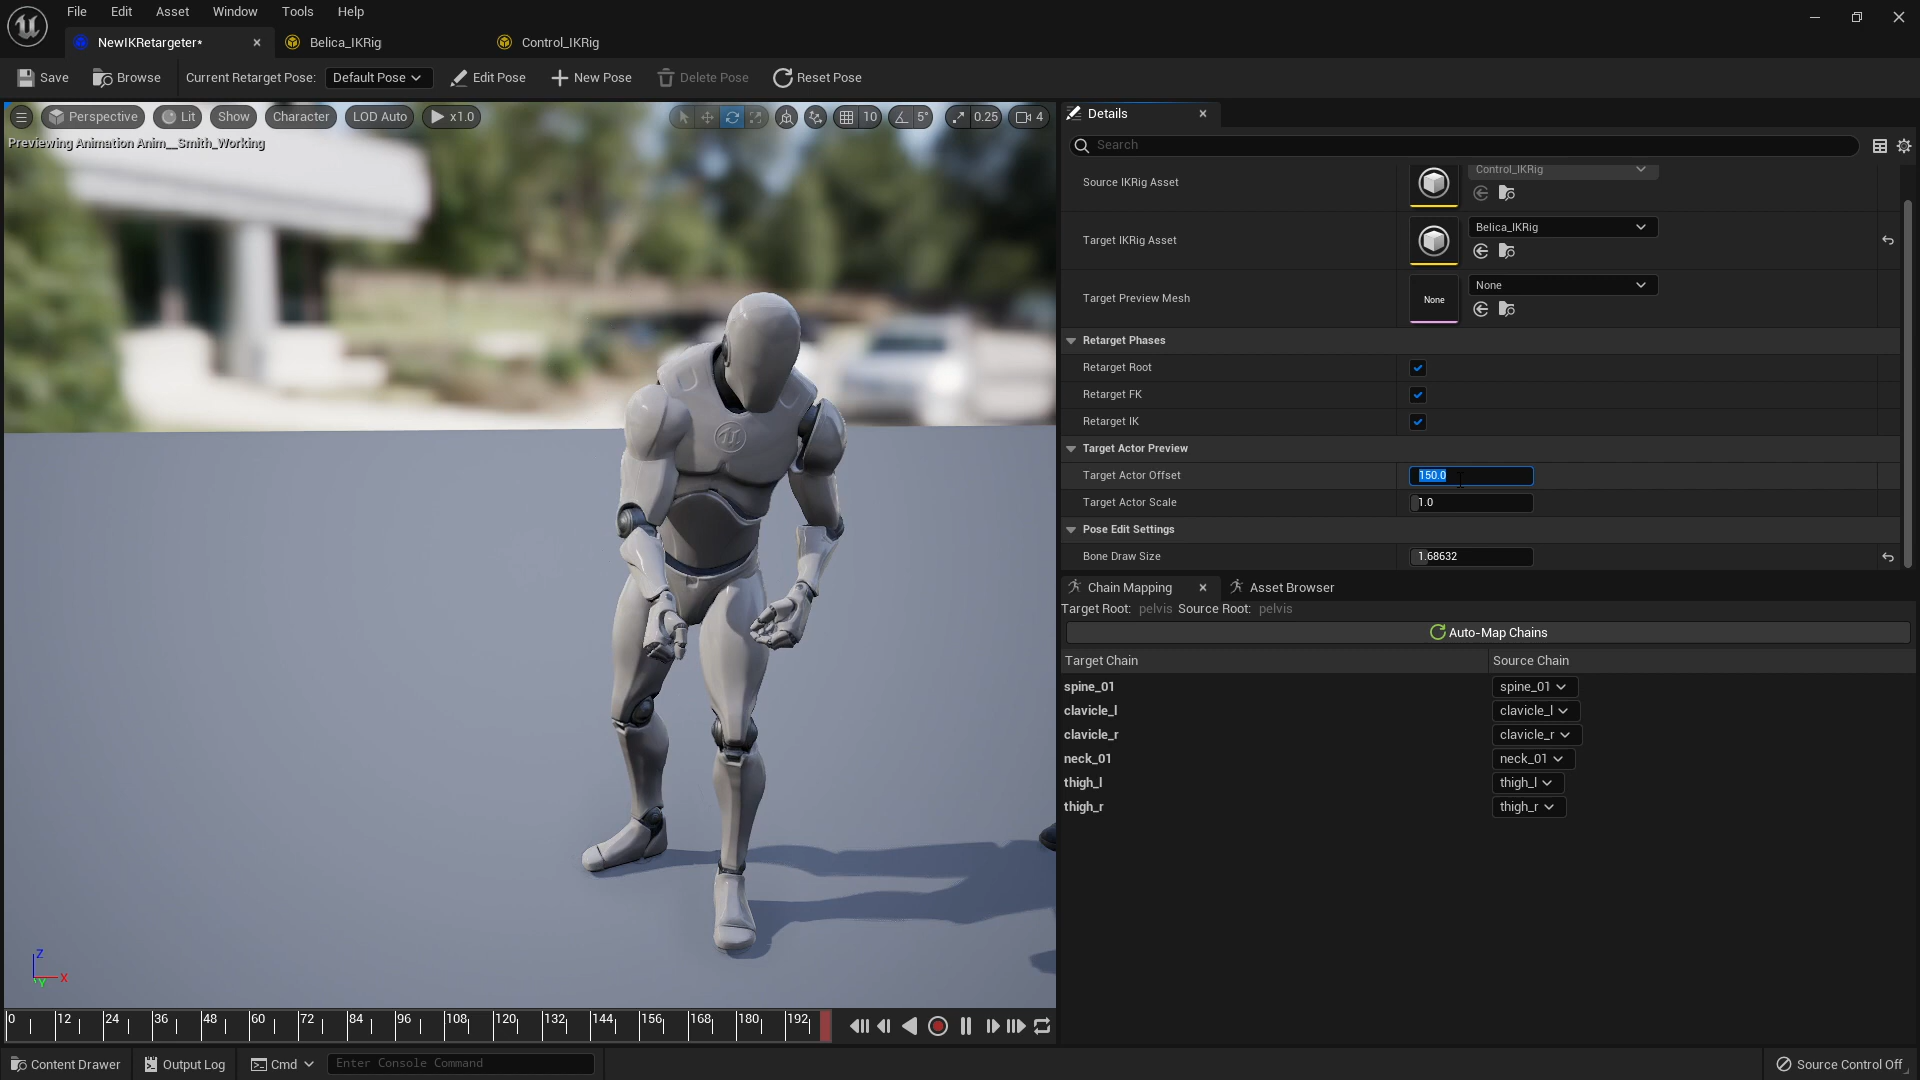 File Edit Asset Window Tools Help
NewIKRetargeter* Belica_IKRig Control_IKRig
Save Browse Current Retarget Pose: Default Pose Edit Pose New Pose Delete Pose Reset Pose
Perspective Lit Show Character LOD Auto x1.0 10 5° 0.25 4
Previewing Animation Anim__Smith_Working
Details
Search
Source IKRig Asset Control_IKRig
Target IKRig Asset Belica_IKRig
Target Preview Mesh None None
Retarget Phases
Retarget Root
Retarget FK
Retarget IK
Target Actor Preview
Target Actor Offset 150.0
Target Actor Scale 1.0
Pose Edit Settings
Bone Draw Size 1.68632
Chain Mapping Asset Browser
Target Root: pelvis Source Root: pelvis
Auto-Map Chains
Target Chain Source Chain
spine_01 spine_01
clavicle_l clavicle_l
clavicle_r clavicle_r
neck_01 neck_01
thigh_l thigh_l
thigh_r thigh_r
Z
X
Y
0 12 24 36 48 60 72 84 96 108 120 132 144 156 168 180 192
Content Drawer Output Log Cmd Enter Console Command Source Control Off